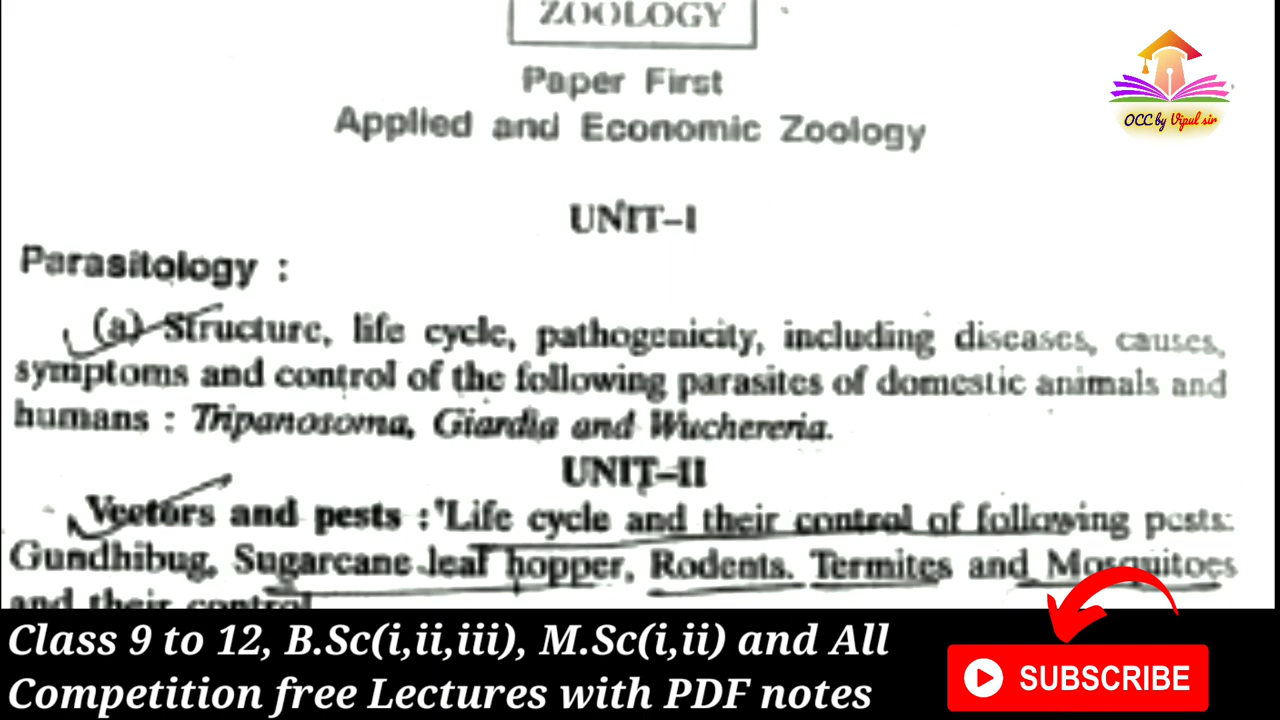 ZOOLOGY
Paper First
Applied and Economic Zoology
OCC by Vipul sir
UNIT-I
Parasitology :
(a) Structure, life cycle, pathogenicity, including diseases, causes,
symptoms and control of the following parasites of domestic animals and
humans : Tripanosoma, Giardia and Wuchereria.
UNIT-II
Vectors and pests : Life cycle and their control of following pests:
Gundhibug, Sugarcane leaf hopper, Rodents. Termites and Mosquitoes
and their control
Class 9 to 12, B.Sc(i,ii,iii), M.Sc(i,ii) and All
Competition free Lectures with PDF notes
SUBSCRIBE